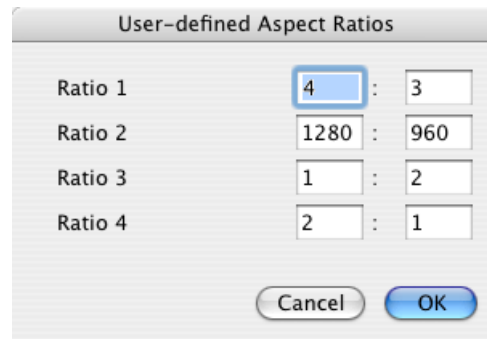 User-defined Aspect Ratios
Ratio 1 4 : 3
Ratio 2 1280 : 960
Ratio 3 1 : 2
Ratio 4 2 : 1
Cancel OK